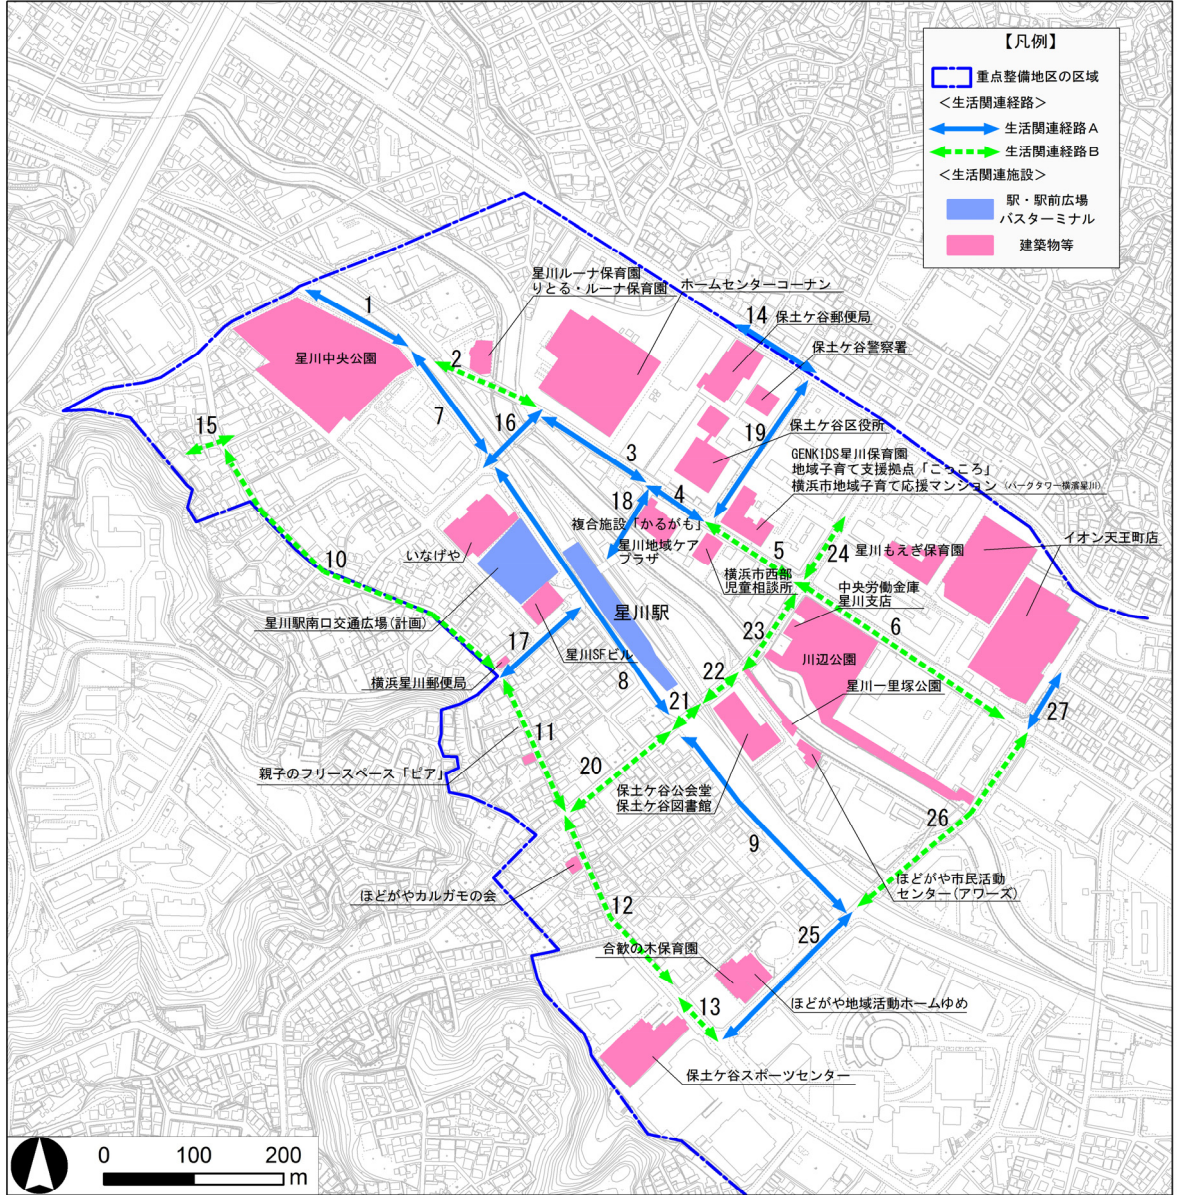 【凡例】
重点整備地区の区域
＜生活関連経路＞
生活関連経路A
生活関連経路B
＜生活関連施設＞
駅・駅前広場
バスターミナル
建築物等
星川ルーナ保育園
りとる・ルーナ保育園
ホームセンターコーナン
1
14
保土ケ谷郵便局
保土ケ谷警察署
星川中央公園
2
7
16
15
19
保土ケ谷区役所
3
GENKIDS星川保育園
地域子育て支援拠点「こっころ」
横浜市地域子育て応援マンション（パークタワー横濱星川）
18
4
複合施設「かるがも」
星川地域ケア
プラザ
いなげや
10
5
24
星川もえぎ保育園
イオン天王町店
横浜市西部
児童相談所
中央労働金庫
星川支店
星川駅
星川駅南口交通広場(計画)
17
星川SFビル
23
6
川辺公園
横浜星川郵便局
8
22
星川一里塚公園
21
27
11
親子のフリースペース「ピア」
20
保土ケ谷公会堂
保土ケ谷図書館
9
26
ほどがや市民活動
センター(アワーズ)
ほどがやカルガモの会
12
25
合歓の木保育園
13
ほどがや地域活動ホームゆめ
保土ケ谷スポーツセンター
0 100 200
m